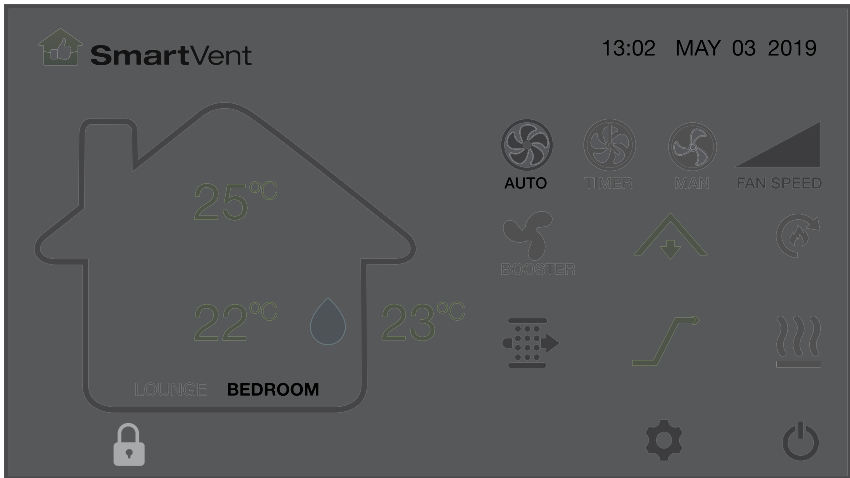 SmartVent
13:02 MAY 03 2019
AUTO TIMER MAN FAN SPEED
25°C
BOOSTER
22°C 23°C
LOUNGE BEDROOM